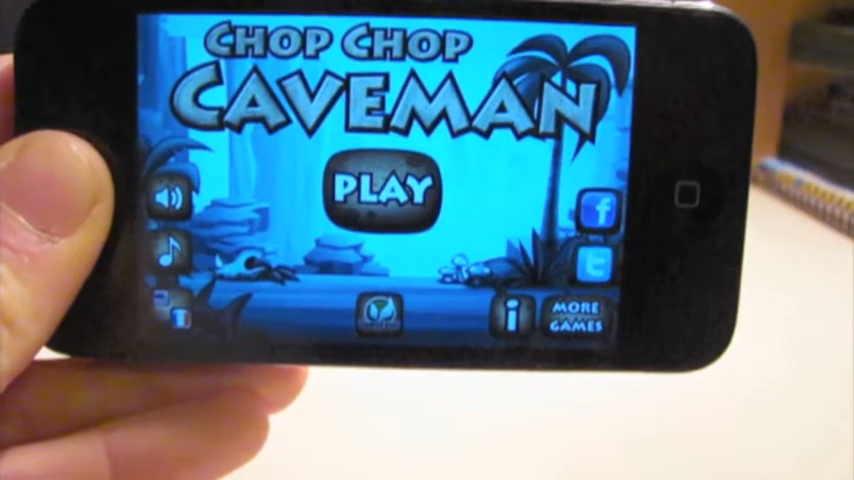 CHOP CHOP
CAVEMAN
PLAY
f
t
i
MORE
GAMES